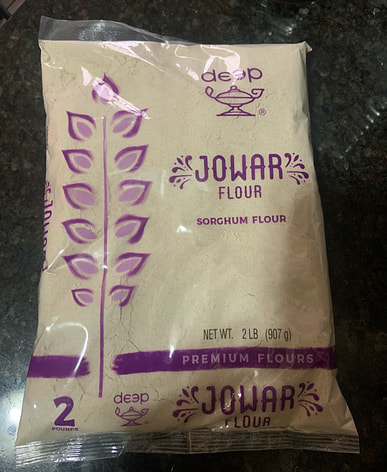 deep
®
JOWAR
FLOUR
SORGHUM FLOUR
NET WT. 2 LB (907 g)
PREMIUM FLOURS
2
POUNDS
deep
JOWAR
FLOUR